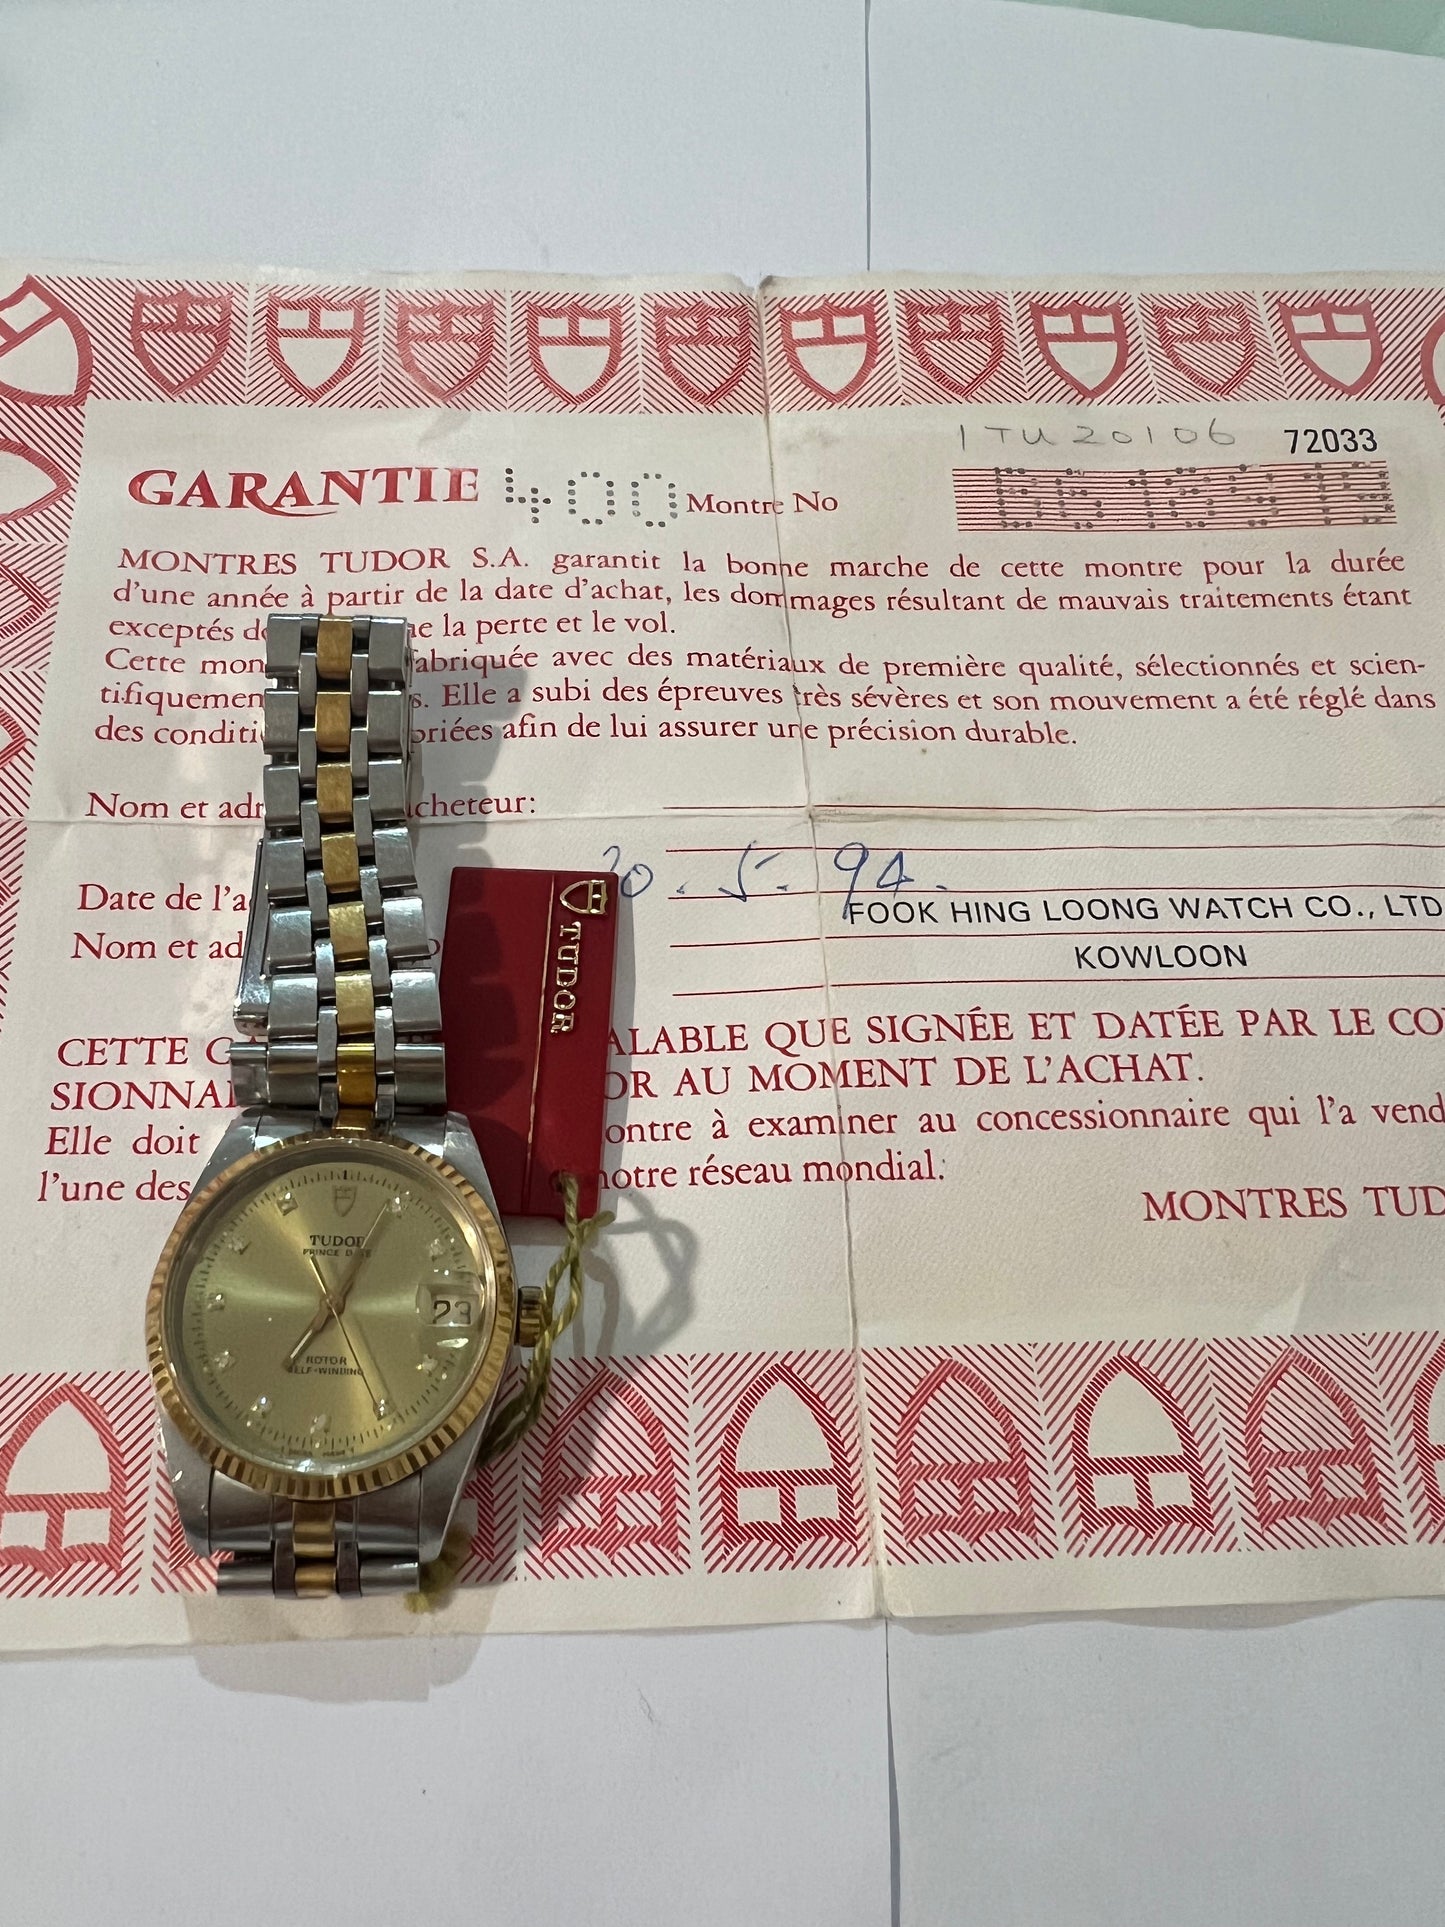 1TU20106 72033
GARANTIE 400 Montre No
MONTRES TUDOR S.A. garantit la bonne marche de cette montre pour la durée
d'une année à partir de la date d'achat, les dommages résultant de mauvais traitements étant
exceptés la perte et le vol.
Cette abriquée avec des matériaux de première qualité, sélectionnés et scien-
tifiquemen s. Elle a subi des épreuves très sévères et son mouvement a été réglé dans
des conditi priées afin de lui assurer une précision durable.
Nom et adr cheteur:
Date de l'a 5. 94.
FOOK HING LOONG WATCH CO., LTD
Nom et ad
KOWLOON
CETTE ALABLE QUE SIGNÉE ET DATÉE PAR LE CO
SIONNAI OR AU MOMENT DE L'ACHAT.
Elle doit ontre à examiner au concessionnaire qui l'a vend
l'une des notre réseau mondial.
MONTRES TUD
TUDOR
TUDOR
PRINCE DATE
23
ROTOR
SELF-WINDING